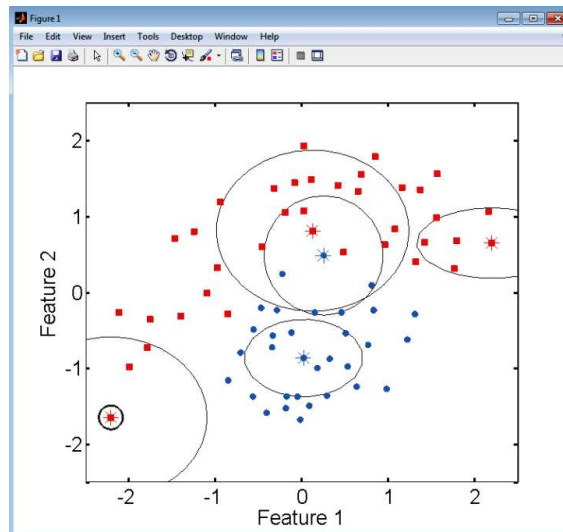 Figure 1
File Edit View Insert Tools Desktop Window Help
2
1
0
-1
-2
Feature 2
-2 -1 0 1 2
Feature 1